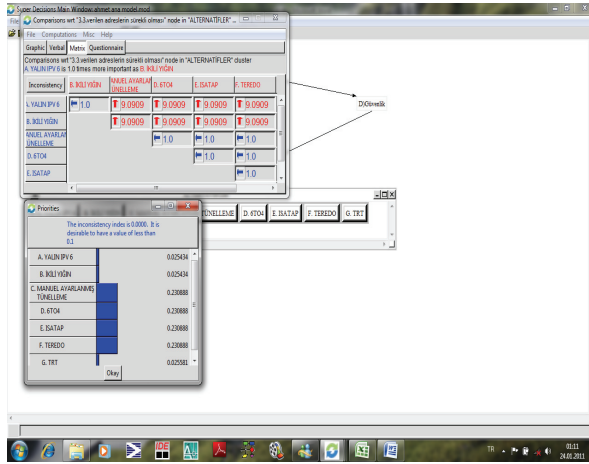 Super Decisions Main Window: ahmet ana model.mod
Comparisons wrt "3.3.verilen adreslerin sürekli olması" node in "ALTERNATİFLER" ...
File Computations Misc Help
Graphic Verbal Matrix Questionnaire
Comparisons wrt "3.3.verilen adreslerin sürekli olması" node in "ALTERNATİFLER" cluster
A. YALIN IPV 6 is 1.0 times more important as B. İKİLİ YIĞIN
Inconsistency B. İKİLİ YIĞIN ANUEL AYARLAN ÜNELLEME D. 6TO4 E. ISATAP F. TEREDO
. YALIN IPV 6 1.0 9.0909 9.0909 9.0909 9.0909
B. İKİLİ YIĞIN 9.0909 9.0909 9.0909 9.0909
ANUEL AYARLAN ÜNELLEME 1.0 1.0 1.0
D. 6TO4 1.0 1.0
E. ISATAP 1.0
D)Güvenlik
TÜNELLEME D. 6TO4 E. ISATAP F. TEREDO G. TRT
Priorities
The inconsistency index is 0.0000. It is
desirable to have a value of less than
0.1
A. YALIN IPV 6 0.025434
B. İKİLİ YIĞIN 0.025434
C. MANUEL AYARLANMIŞ TÜNELLEME 0.230888
D. 6TO4 0.230888
E. ISATAP 0.230888
F. TEREDO 0.230888
G. TRT 0.025581
Okay
TR 01:11
24.01.2011